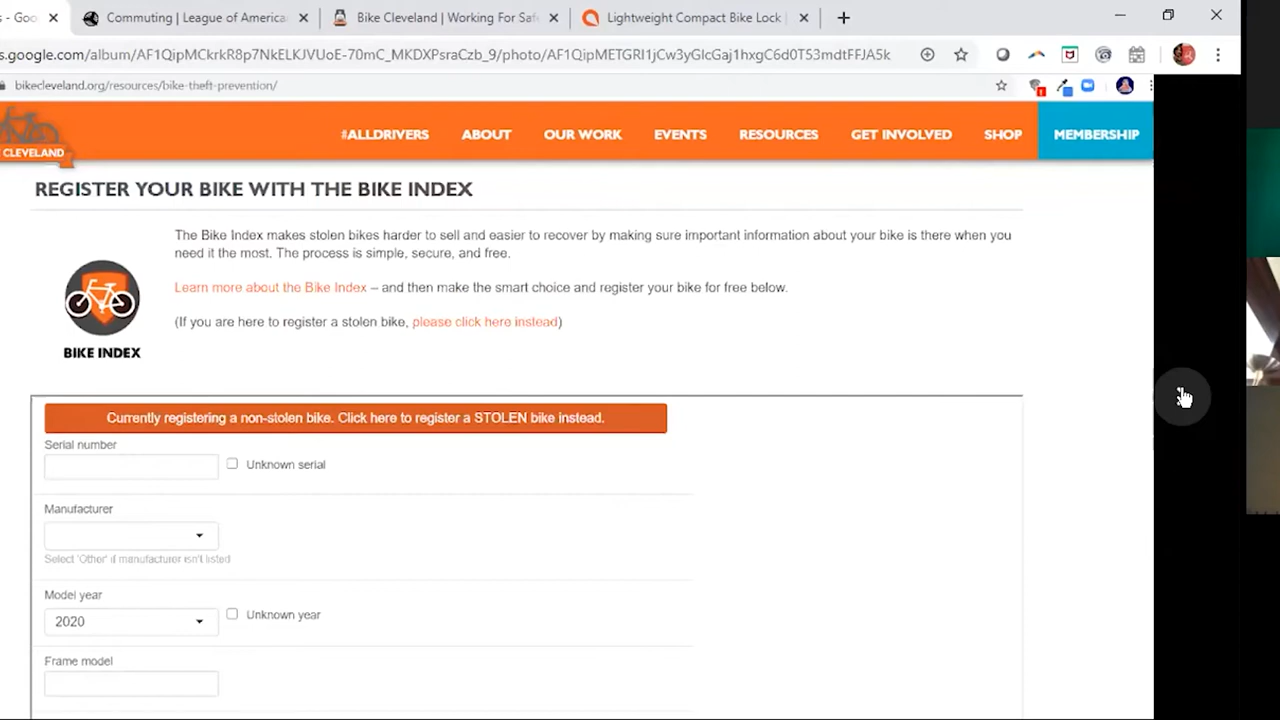 s - Goo
Commuting | League of America
Bike Cleveland | Working For Safe
Lightweight Compact Bike Lock |
s.google.com/album/AF1QipMCkrkR8p7NkELKJVUoE-70mC_MKDXPsraCzb_9/photo/AF1QipMETGRI1jCw3yGlcGaj1hxgC6d0T53mdtFFJA5k
bikecleveland.org/resources/bike-theft-prevention/
CLEVELAND
#ALLDRIVERS ABOUT OUR WORK EVENTS RESOURCES GET INVOLVED SHOP MEMBERSHIP
REGISTER YOUR BIKE WITH THE BIKE INDEX
The Bike Index makes stolen bikes harder to sell and easier to recover by making sure important information about your bike is there when you
need it the most. The process is simple, secure, and free.
Learn more about the Bike Index – and then make the smart choice and register your bike for free below.
(If you are here to register a stolen bike, please click here instead)
BIKE INDEX
Currently registering a non-stolen bike. Click here to register a STOLEN bike instead.
Serial number
Unknown serial
Manufacturer
Select 'Other' if manufacturer isn't listed
Model year
2020
Unknown year
Frame model